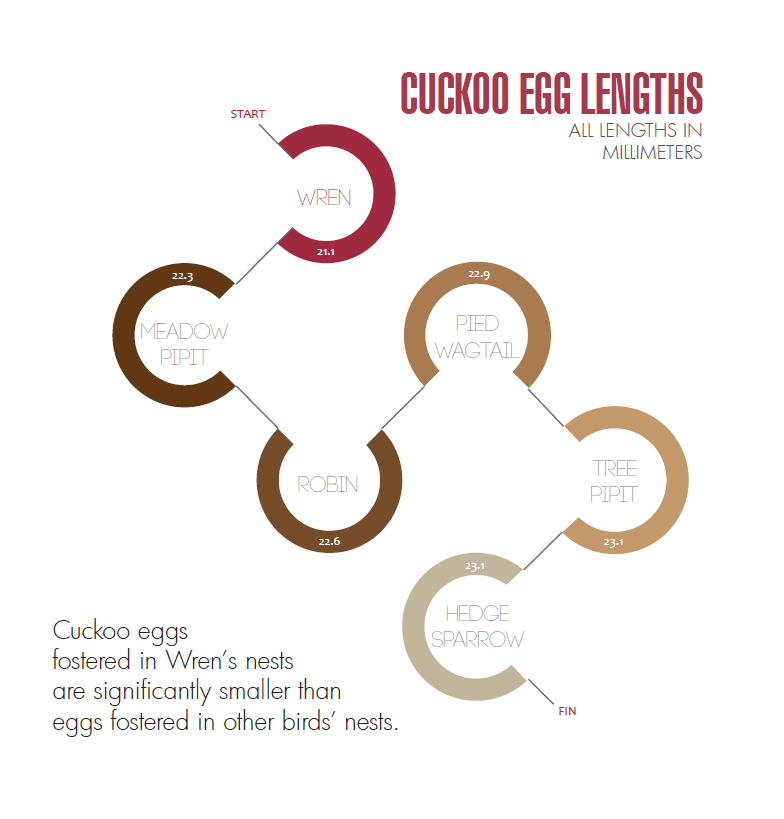 CUCKOO EGG LENGTHS
ALL LENGTHS IN
MILLIMETERS
START
WREN
21.1
22.3
MEADOW
PIPIT
ROBIN
22.6
22.9
PIED
WAGTAIL
TREE
PIPIT
23.1
23.1
HEDGE
SPARROW
FIN
Cuckoo eggs
fostered in Wren's nests
are significantly smaller than
eggs fostered in other birds' nests.